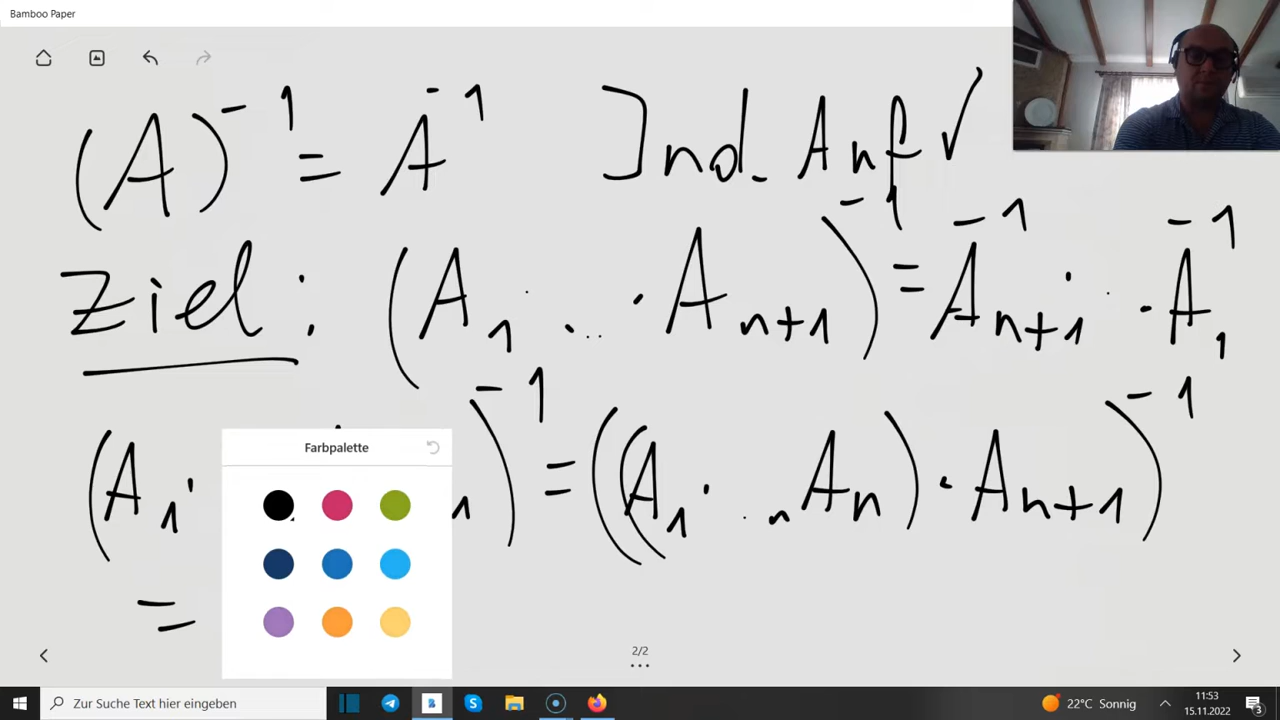 Bamboo Paper
(A)⁻¹ = A⁻¹ Ind. Anf ✓
Ziel: (A₁ · ... · Aₙ₊₁)⁻¹ = Aₙ₊₁⁻¹ · ... · A₁⁻¹
(A₁ · 1)⁻¹ = ((A₁ · ... Aₙ) · Aₙ₊₁)⁻¹
=
Farbpalette
2/2
Zur Suche Text hier eingeben
22°C Sonnig
11:53
15.11.2022
3